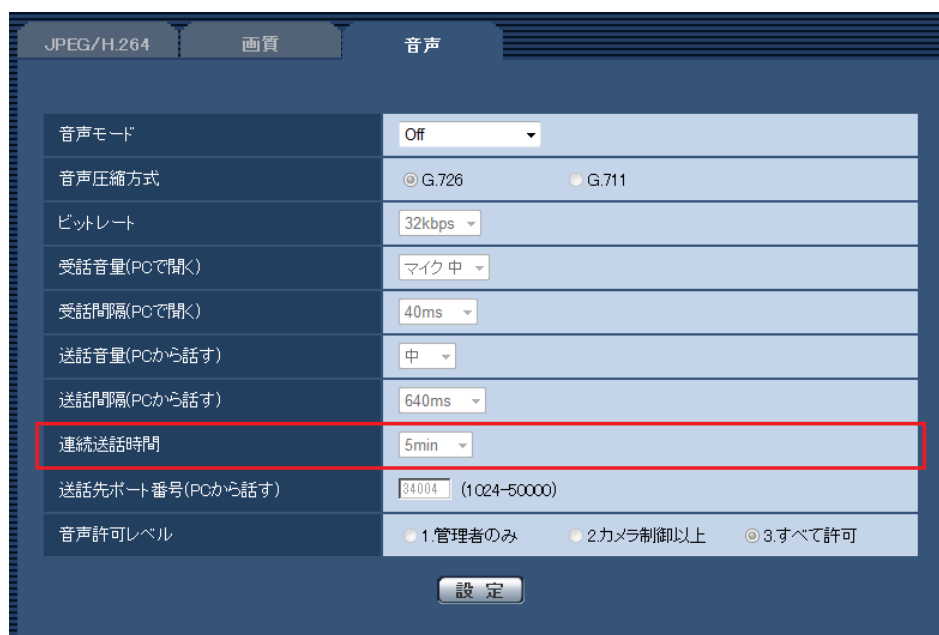 JPEG/H.264 画質 音声
音声モード Off
音声圧縮方式 G.726 G.711
ビットレート 32kbps
受話音量(PCで聞く) マイク 中
受話間隔(PCで聞く) 40ms
送話音量(PCから話す) 中
送話間隔(PCから話す) 640ms
連続送話時間 5min
送話先ポート番号(PCから話す) 34004 (1024-50000)
音声許可レベル 1.管理者のみ 2.カメラ制御以上 3.すべて許可
設定